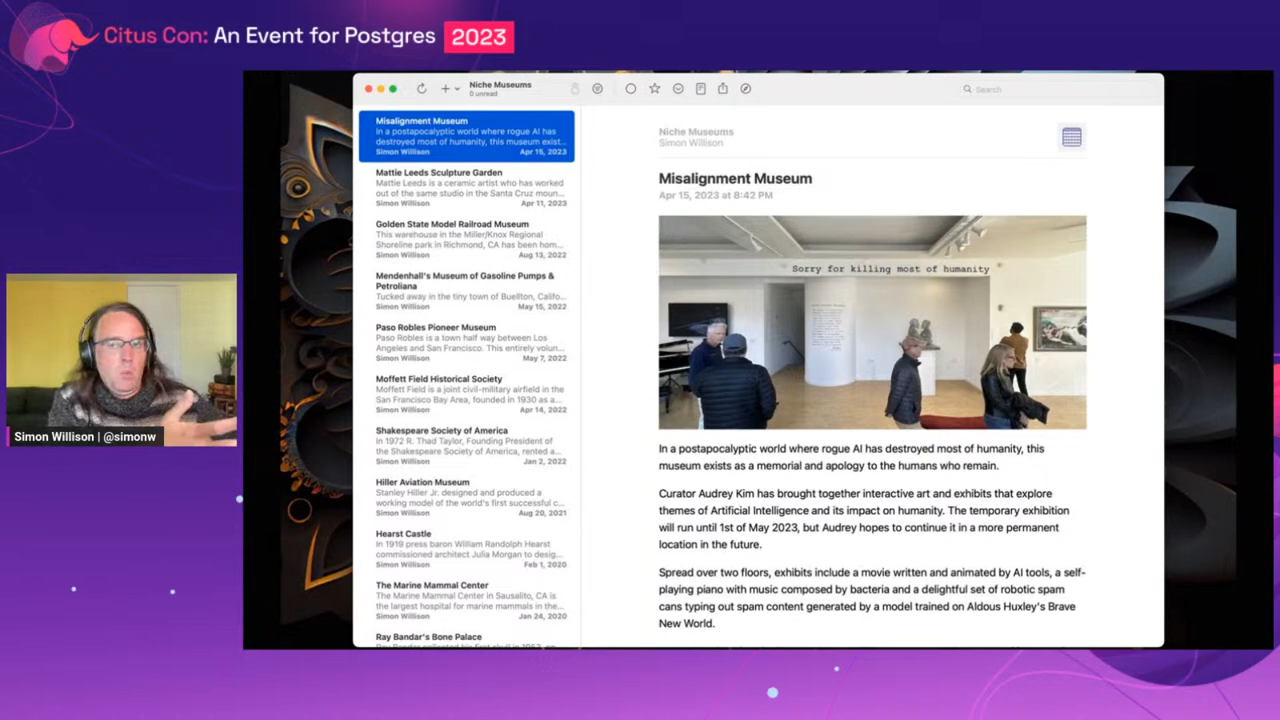 Citus Con: An Event for Postgres 2023
Niche Museums
0 unread
Search
Misalignment Museum
In a postapocalyptic world where rogue AI has
destroyed most of humanity, this museum exist...
Simon Willison Apr 15, 2023
Mattie Leeds Sculpture Garden
Mattie Leeds is a ceramic artist who has worked
out of the same studio in the Santa Cruz moun...
Simon Willison Apr 11, 2023
Golden State Model Railroad Museum
This warehouse in the Miller/Knox Regional
Shoreline park in Richmond, CA has been hom...
Simon Willison Aug 13, 2022
Mendenhall's Museum of Gasoline Pumps &
Petroliana
Tucked away in the tiny town of Buellton, Califo...
Simon Willison May 15, 2022
Paso Robles Pioneer Museum
Paso Robles is a town half way between Los
Angeles and San Francisco. This entirely volun...
Simon Willison May 7, 2022
Moffett Field Historical Society
Moffett Field is a joint civil-military airfield in the
San Francisco Bay Area, founded in 1930 as a...
Simon Willison Apr 14, 2022
Shakespeare Society of America
In 1972 R. Thad Taylor, Founding President of
the Shakespeare Society of America, rented a...
Simon Willison Jan 2, 2022
Hiller Aviation Museum
Stanley Hiller Jr. designed and produced a
working model of the world's first successful c...
Simon Willison Aug 20, 2021
Hearst Castle
In 1919 press baron William Randolph Hearst
commissioned architect Julia Morgan to desig...
Simon Willison Feb 1, 2020
The Marine Mammal Center
The Marine Mammal Center in Sausalito, CA is
the largest hospital for marine mammals in the...
Simon Willison Jan 24, 2020
Ray Bandar's Bone Palace
Niche Museums
Simon Willison
Misalignment Museum
Apr 15, 2023 at 8:42 PM
Sorry for killing most of humanity
In a postapocalyptic world where rogue AI has destroyed most of humanity, this
museum exists as a memorial and apology to the humans who remain.
Curator Audrey Kim has brought together interactive art and exhibits that explore
themes of Artificial Intelligence and its impact on humanity. The temporary exhibition
will run until 1st of May 2023, but Audrey hopes to continue it in a more permanent
location in the future.
Spread over two floors, exhibits include a movie written and animated by AI tools, a self-
playing piano with music composed by bacteria and a delightful set of robotic spam
cans typing out spam content generated by a model trained on Aldous Huxley's Brave
New World.
Simon Willison | @simonw